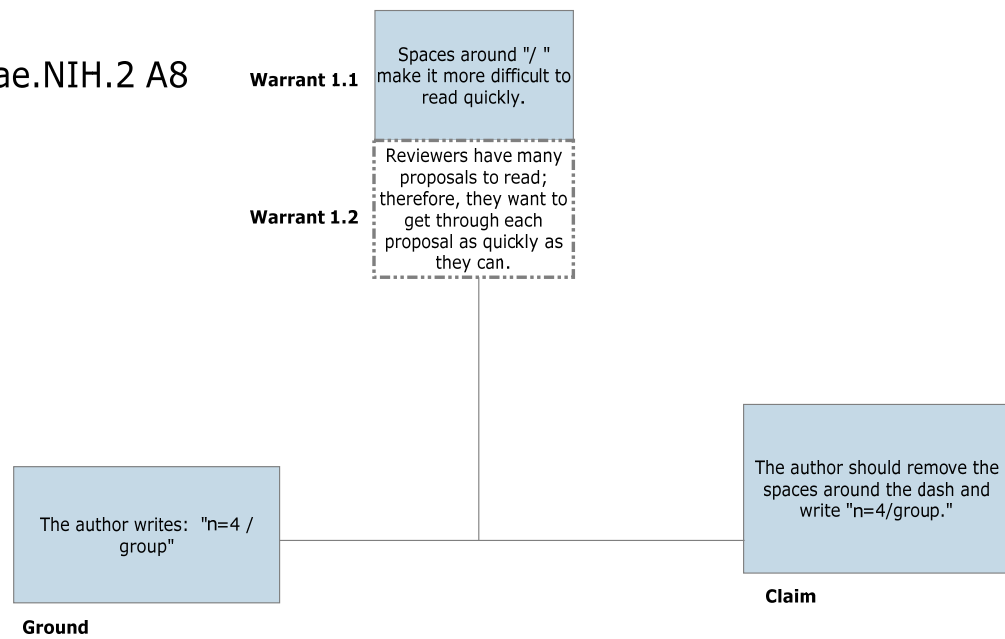 ae.NIH.2 A8
Warrant 1.1
Spaces around "/ "
make it more difficult to
read quickly.
Warrant 1.2
Reviewers have many
proposals to read;
therefore, they want to
get through each
proposal as quickly as
they can.
The author writes:  "n=4 /
group"
Ground
The author should remove the
spaces around the dash and
write "n=4/group."
Claim